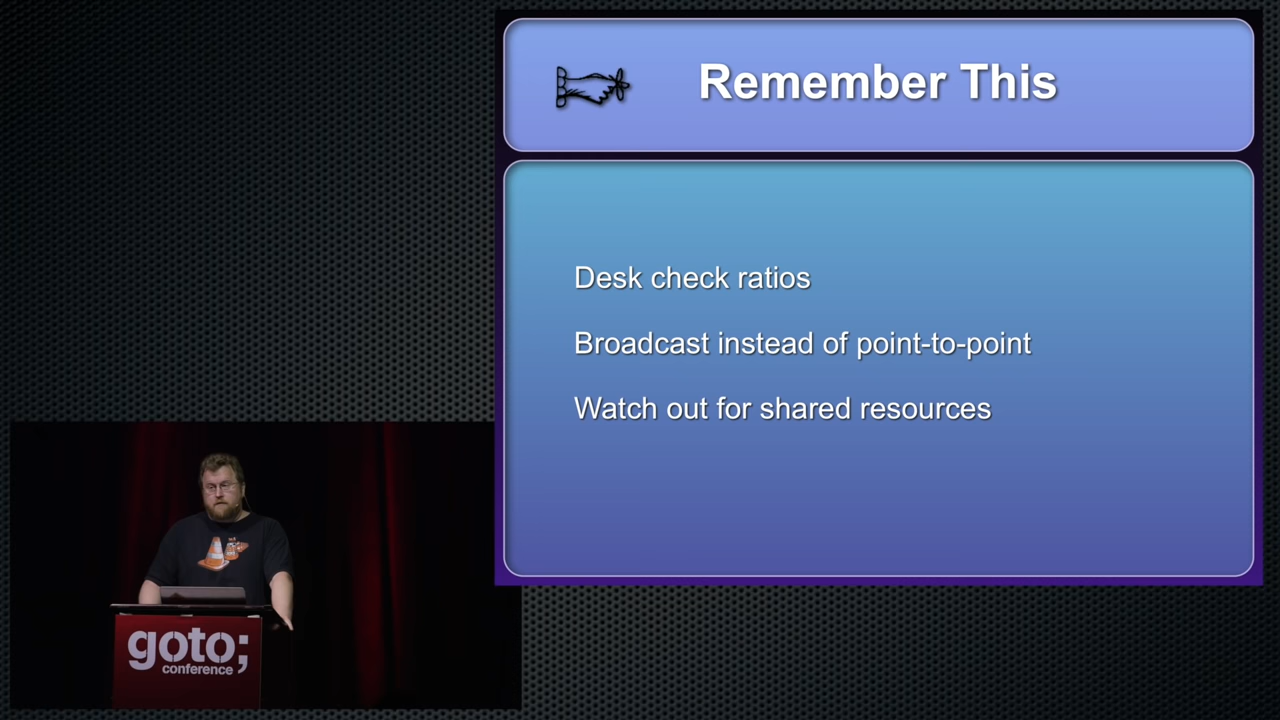 Remember This
Desk check ratios
Broadcast instead of point-to-point
Watch out for shared resources
goto;
conference